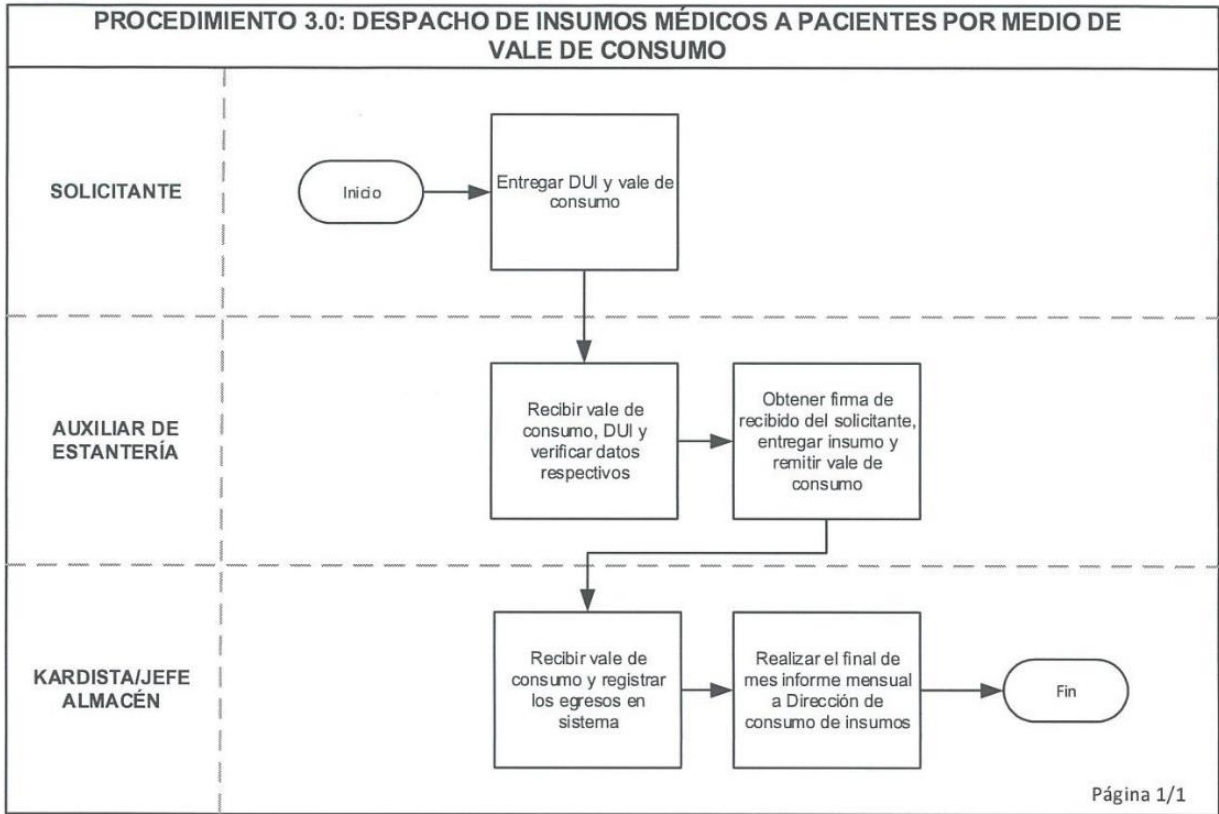 PROCEDIMIENTO 3.0: DESPACHO DE INSUMOS MÉDICOS A PACIENTES POR MEDIO DE
VALE DE CONSUMO
SOLICITANTE
Inicio
Entregar DUI y vale de
consumo
AUXILIAR DE
ESTANTERÍA
Recibir vale de
consumo, DUI y
verificar datos
respectivos
Obtener firma de
recibido del solicitante,
entregar insumo y
remitir vale de
consumo
KARDISTA/JEFE
ALMACÉN
Recibir vale de
consumo y registrar
los egresos en
sistema
Realizar el final de
mes informe mensual
a Dirección de
consumo de insumos
Fin
Página 1/1